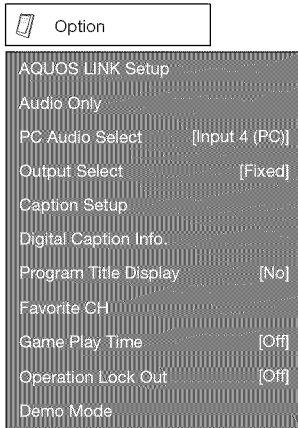 Option
AQUOS LINK Setup
Audio Only
PC Audio Select [Input 4 (PC)]
Output Select [Fixed]
Caption Setup
Digital Caption Info.
Program Title Display [No]
Favorite CH
Game Play Time [Off]
Operation Lock Out [Off]
Demo Mode